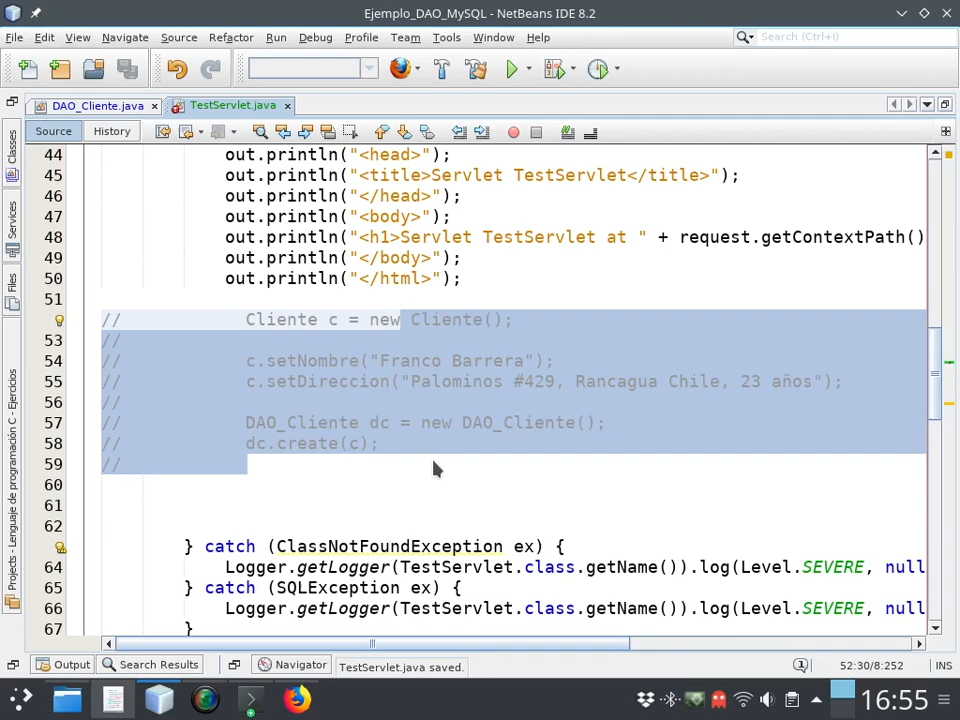 Ejemplo_DAO_MySQL - NetBeans IDE 8.2
File Edit View Navigate Source Refactor Run Debug Profile Team Tools Window Help Search (Ctrl+I)
DAO_Cliente.java TestServlet.java
Source History
Classes
Services
Files
Projects - Lenguaje de programación C - Ejercicios
44 out.println("<head>");
45 out.println("<title>Servlet TestServlet</title>");
46 out.println("</head>");
47 out.println("<body>");
48 out.println("<h1>Servlet TestServlet at " + request.getContextPath()
49 out.println("</body>");
50 out.println("</html>");
51
// Cliente c = new Cliente();
53 //
54 // c.setNombre("Franco Barrera");
55 // c.setDireccion("Palominos #429, Rancagua Chile, 23 años");
56 //
57 // DAO_Cliente dc = new DAO_Cliente();
58 // dc.create(c);
59 //
60
61
62
} catch (ClassNotFoundException ex) {
64 Logger.getLogger(TestServlet.class.getName()).log(Level.SEVERE, null
65 } catch (SQLException ex) {
66 Logger.getLogger(TestServlet.class.getName()).log(Level.SEVERE, null
67 }
Output Search Results Navigator TestServlet.java saved. 1 52:30/8:252 INS
16:55